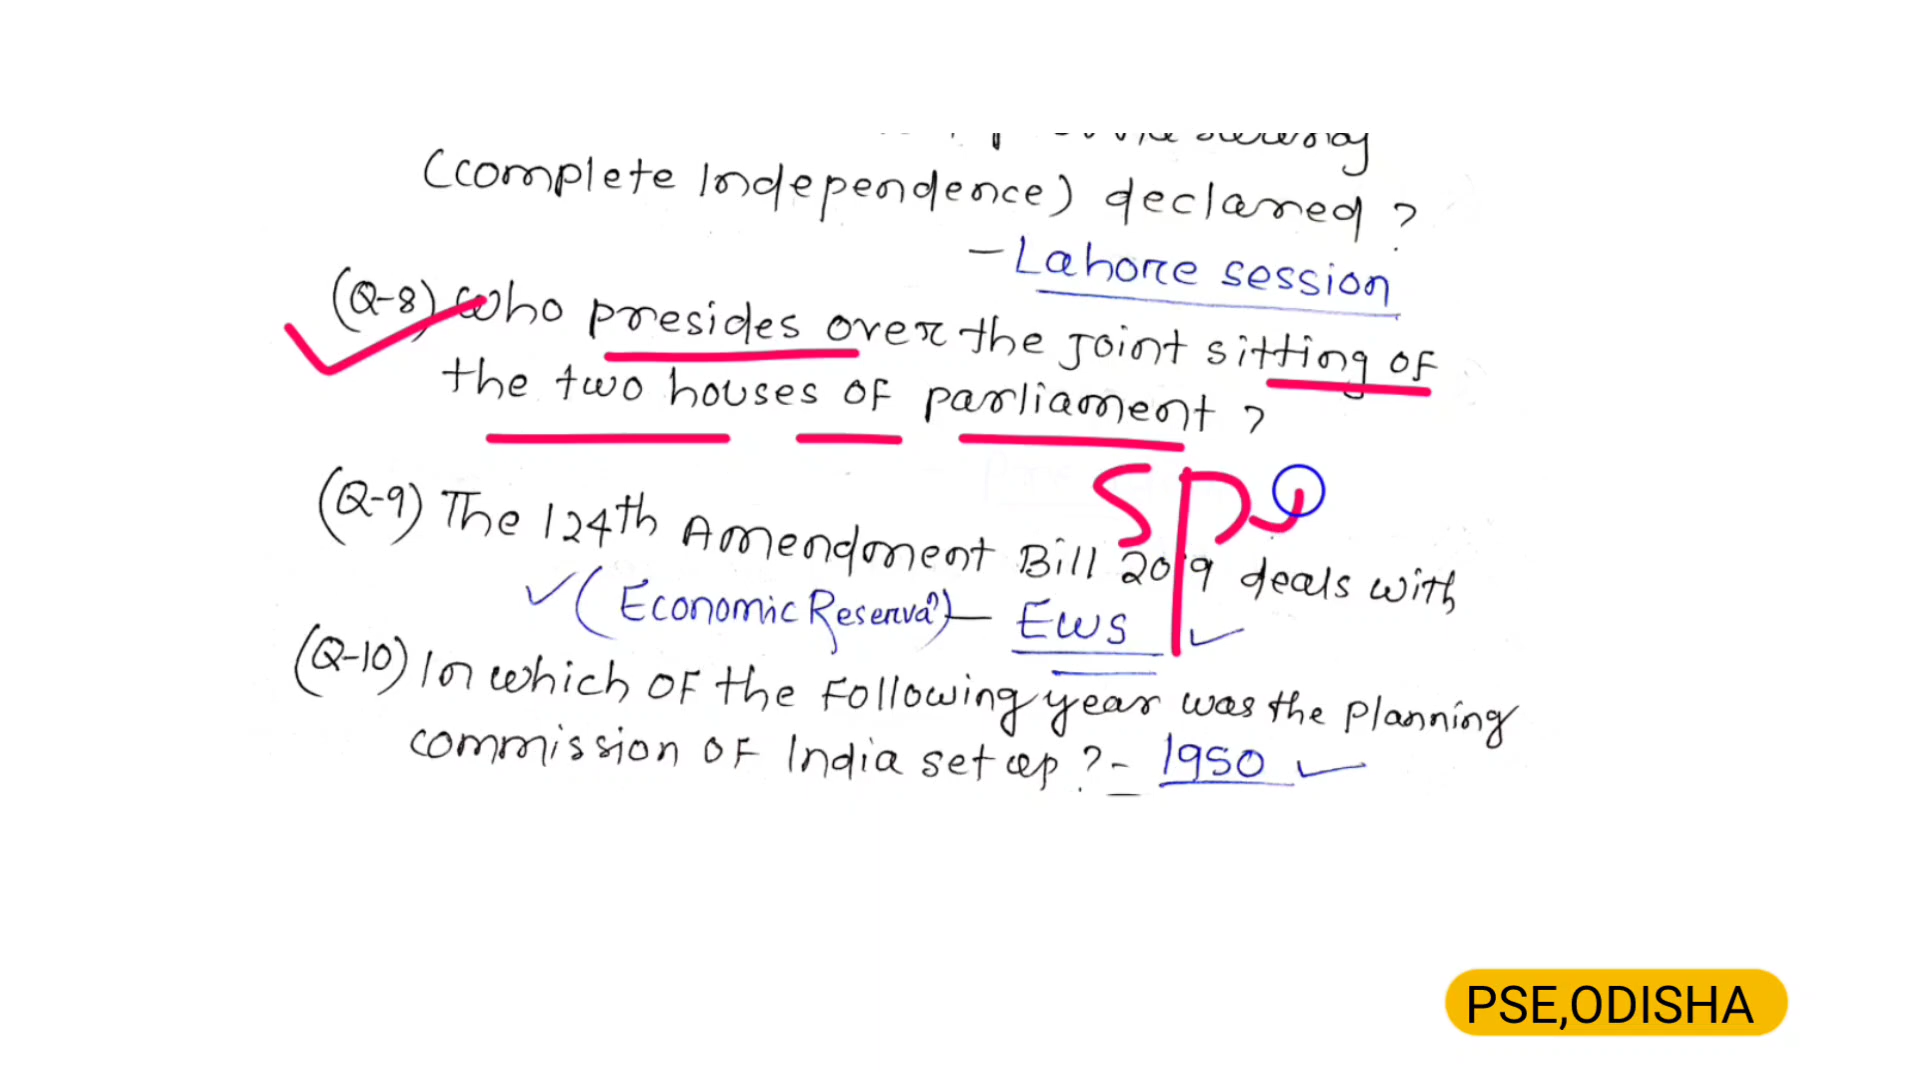 (complete Independence) declared ?
- Lahore session
(Q-8) who presides over the joint sitting of
the two houses of parliament ?
Sp
(Q-9) The 124th Amendment Bill 2019 deals with
(Economic Reserva?) - EWS
(Q-10) In which of the following year was the planning
commission of India set up ? - 1950
PSE,ODISHA